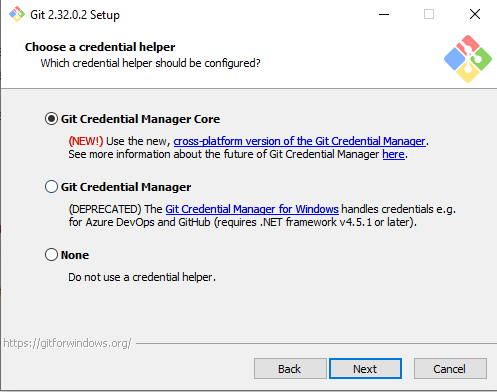 Git 2.32.0.2 Setup
Choose a credential helper
Which credential helper should be configured?
Git Credential Manager Core
(NEW!) Use the new, cross-platform version of the Git Credential Manager.
See more information about the future of Git Credential Manager here.
Git Credential Manager
(DEPRECATED) The Git Credential Manager for Windows handles credentials e.g.
for Azure DevOps and GitHub (requires .NET framework v4.5.1 or later).
None
Do not use a credential helper.
https://gitforwindows.org/
Back
Next
Cancel